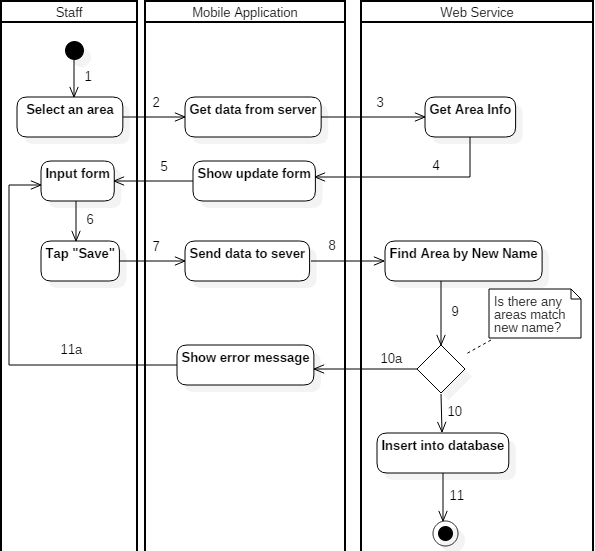 Staff
Mobile Application
Web Service
1
Select an area
2
Get data from server
3
Get Area Info
4
Show update form
5
Input form
6
Tap "Save"
7
Send data to sever
8
Find Area by New Name
9
Is there any
areas match
new name?
10a
Show error message
11a
10
Insert into database
11